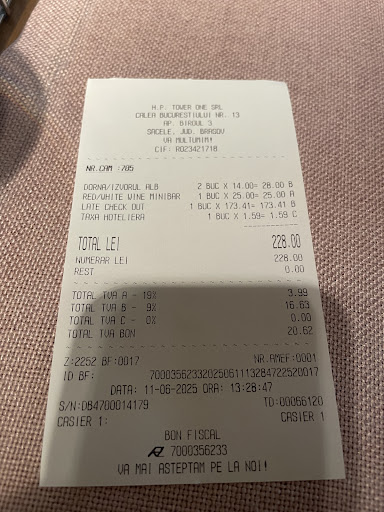 H.P. TOWER ONE SRL
CALEA BUCURESTIULUI NR. 13
AP. BIROUL 3
SACELE, JUD. BRASOV
VA MULTUMIM!
CIF: RO23421718
NR.CAM :705
DORNA/IZVORUL ALB 2 BUC X 14.00= 28.00 B
RED/WHITE VINE MINIBAR 1 BUC X 25.00= 25.00 A
LATE CHECK OUT 1 BUC X 173.41= 173.41 B
TAXA HOTELIERA 1 BUC X 1.59= 1.59 C
TOTAL LEI 228.00
NUMERAR LEI 228.00
REST 0.00
TOTAL TVA A - 19% 3.99
TOTAL TVA B - 9% 16.63
TOTAL TVA C - 0% 0.00
TOTAL TVA BON 20.62
Z:2252 BF:0017 NR.AMEF:0001
ID BF: 70003562332025061113284722520017
DATA: 11-06-2025 ORA: 13:28:47
S/N:DB4700014179 TD:00066120
CASIER 1: CASIER 1
BON FISCAL
7000356233
VA MAI ASTEPTAM PE LA NOI!